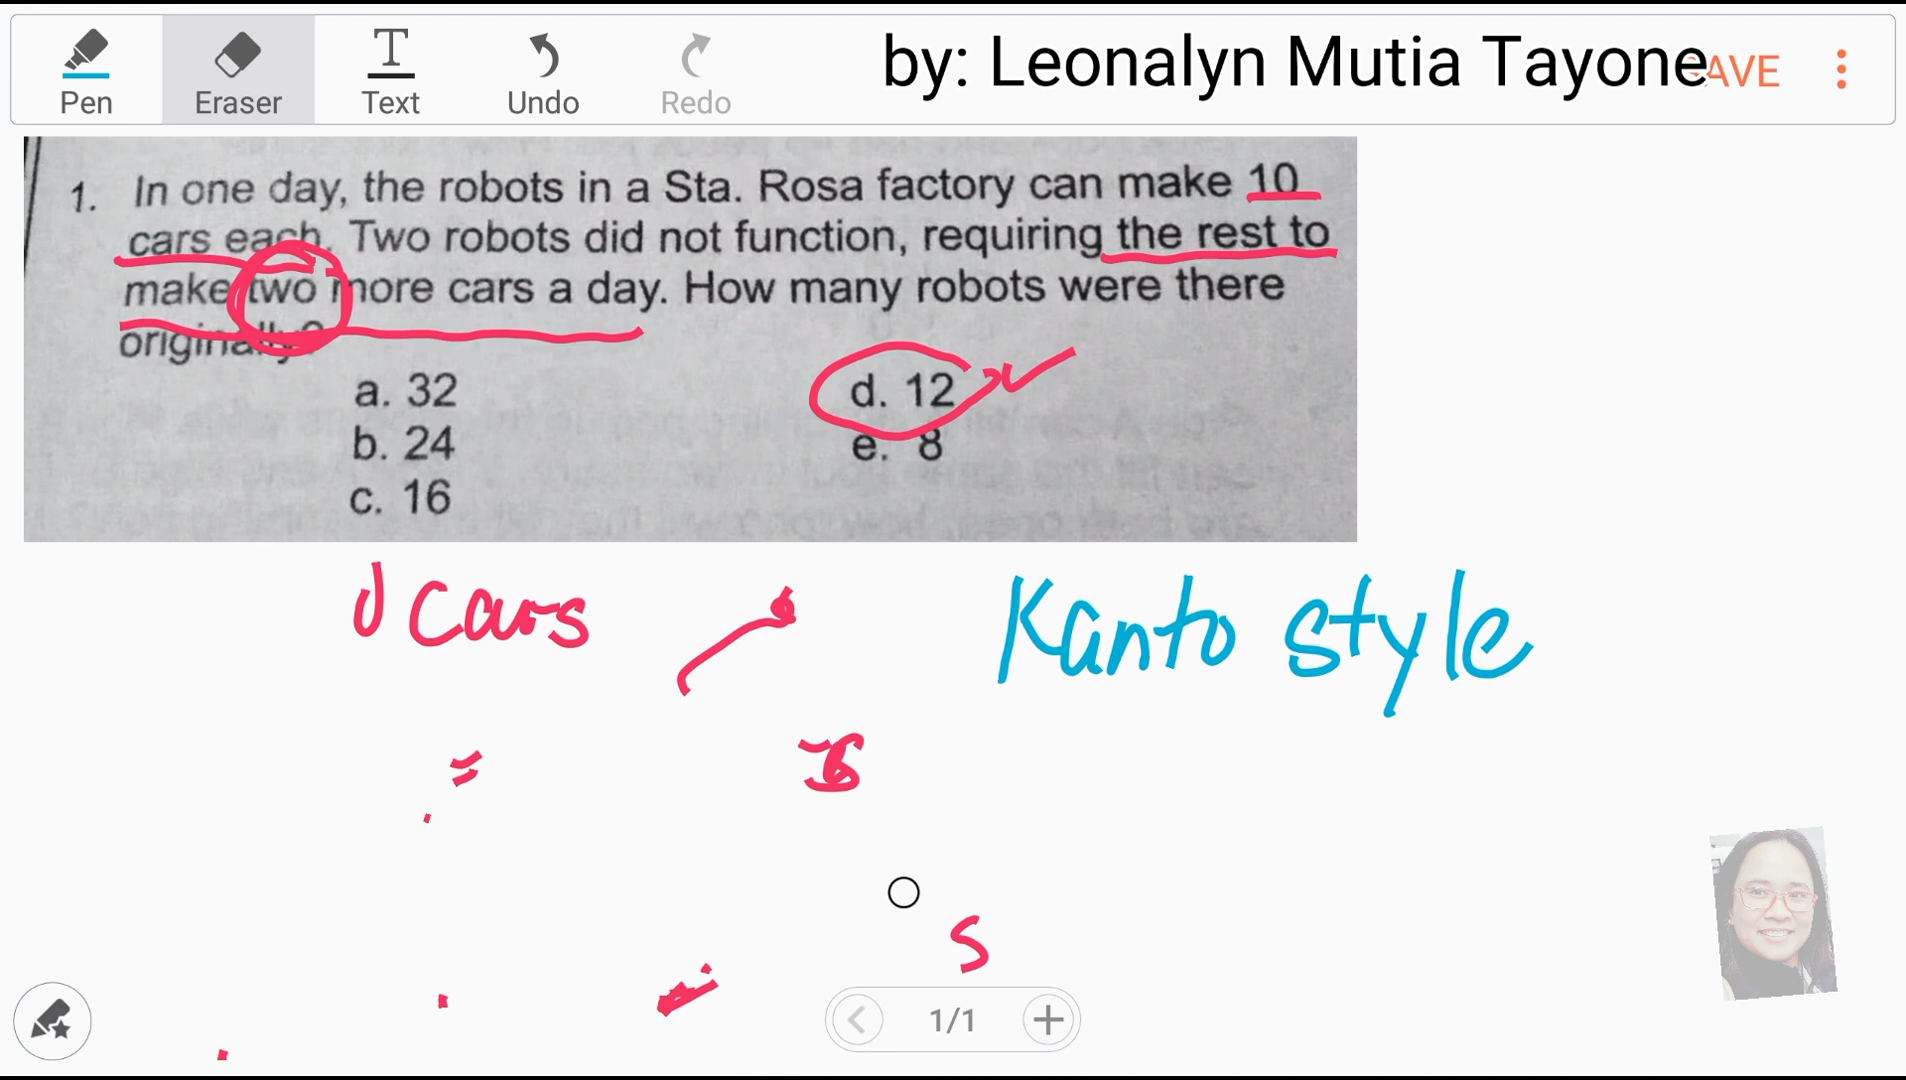 Pen
Eraser
Text
Undo
Redo
by: Leonalyn Mutia Tayone
AVE
1. In one day, the robots in a Sta. Rosa factory can make 10
cars each. Two robots did not function, requiring the rest to
make two more cars a day. How many robots were there
originally?
a. 32
b. 24
c. 16
d. 12
e. 8
cars
Kanto style
=
S
1/1